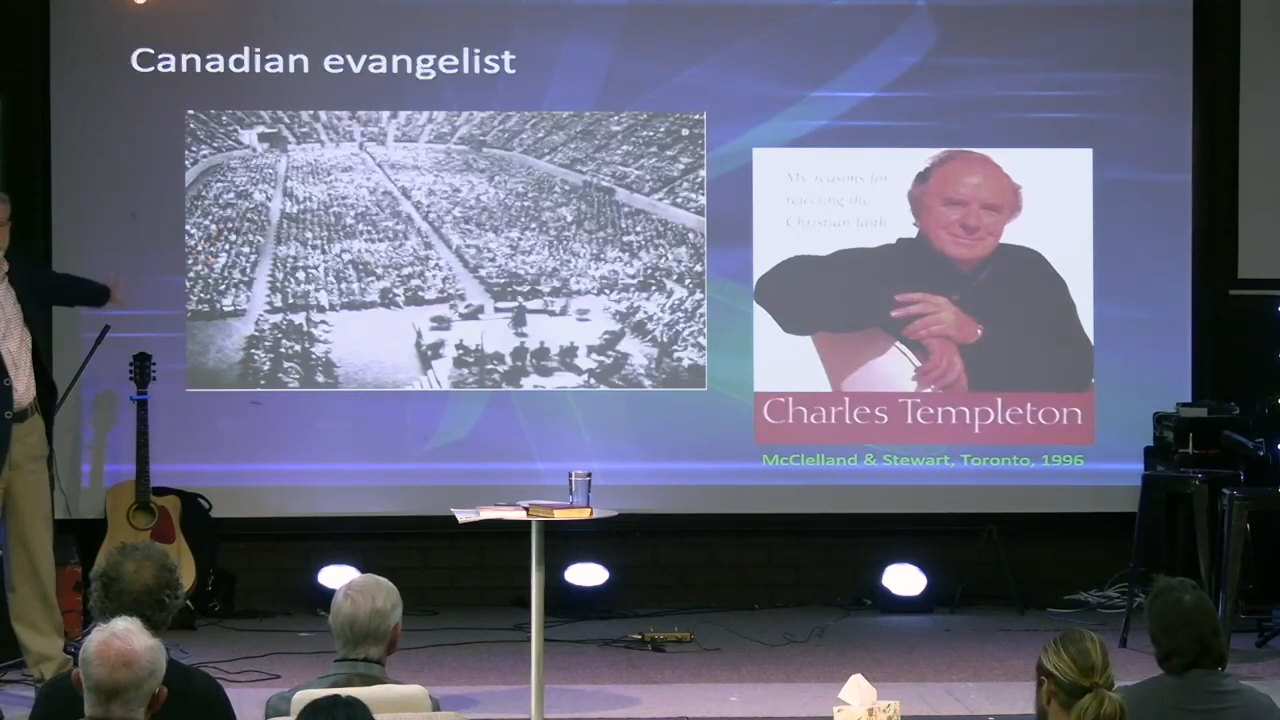 Canadian evangelist
My reasons for
rejecting the
Christian faith
Charles Templeton
McClelland & Stewart, Toronto, 1996